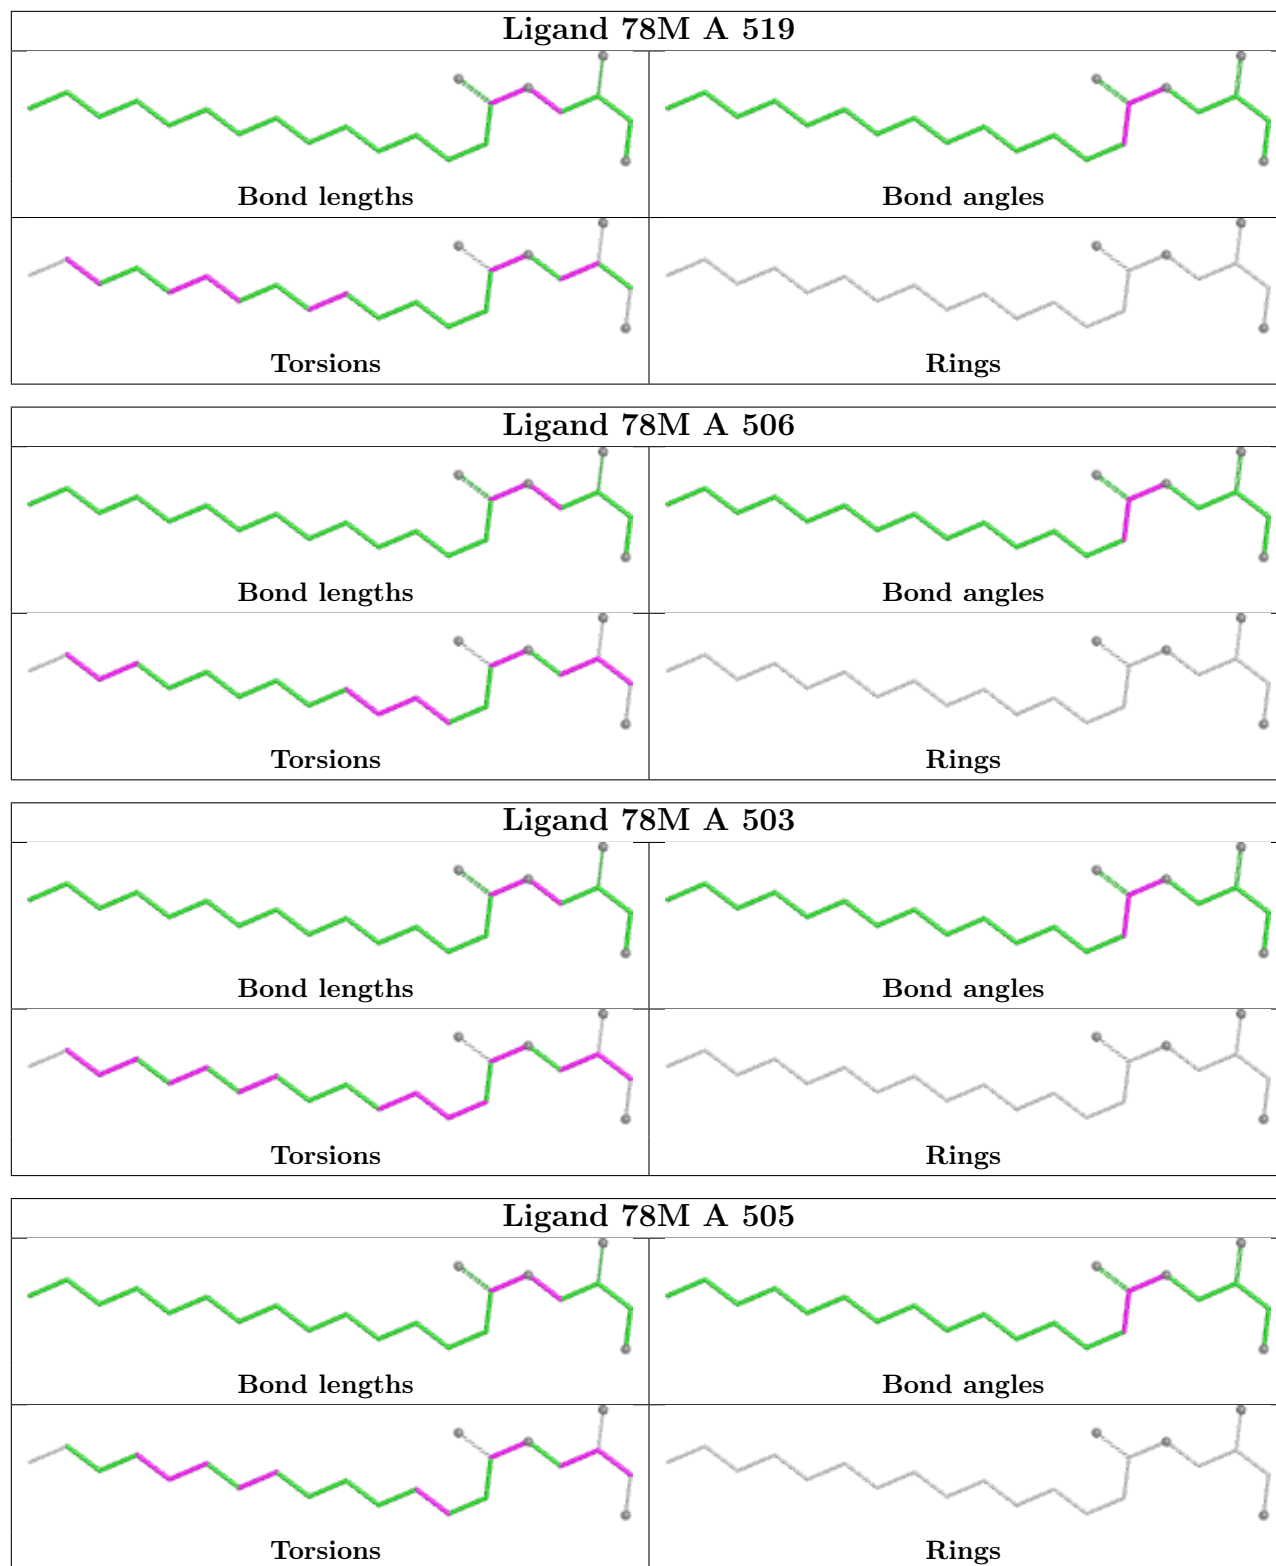 Ligand 78M A 519
Bond lengths Bond angles
Torsions Rings
Ligand 78M A 506
Bond lengths Bond angles
Torsions Rings
Ligand 78M A 503
Bond lengths Bond angles
Torsions Rings
Ligand 78M A 505
Bond lengths Bond angles
Torsions Rings